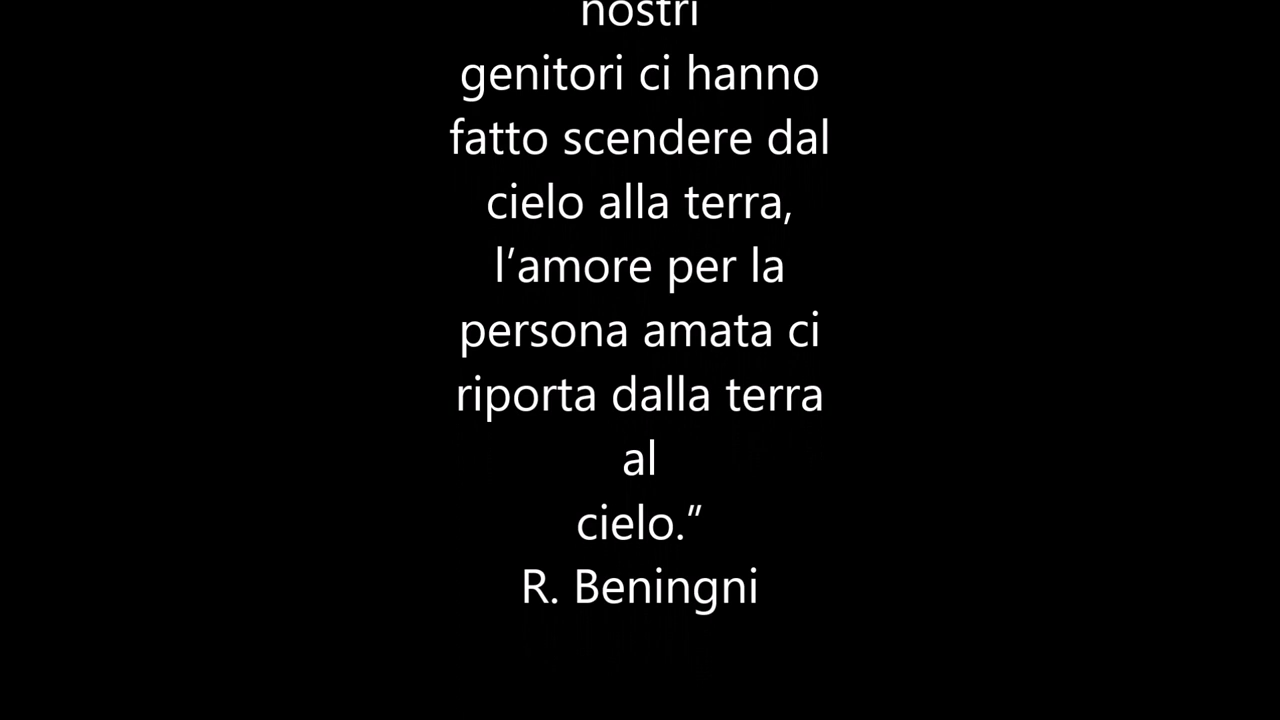 nostri
genitori ci hanno
fatto scendere dal
cielo alla terra,
l’amore per la
persona amata ci
riporta dalla terra
al
cielo.”
R. Beningni